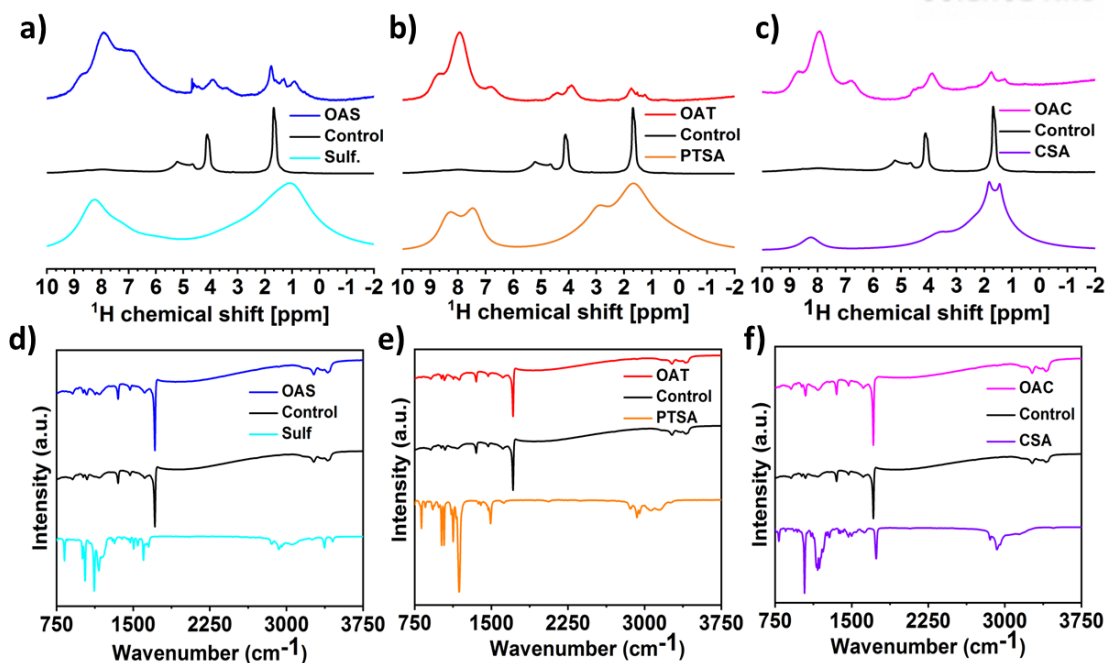 a)
OAS
Control
Sulf.
10 9 8 7 6 5 4 3 2 1 0 -1 -2
¹H chemical shift [ppm]
b)
OAT
Control
PTSA
10 9 8 7 6 5 4 3 2 1 0 -1 -2
¹H chemical shift [ppm]
c)
OAC
Control
CSA
10 9 8 7 6 5 4 3 2 1 0 -1 -2
¹H chemical shift [ppm]
d)
OAS
Control
Sulf
Intensity (a.u.)
750 1500 2250 3000 3750
Wavenumber (cm⁻¹)
e)
OAT
Control
PTSA
Intensity (a.u.)
750 1500 2250 3000 3750
Wavenumber (cm⁻¹)
f)
OAC
Control
CSA
Intensity (a.u.)
750 1500 2250 3000 3750
Wavenumber (cm⁻¹)